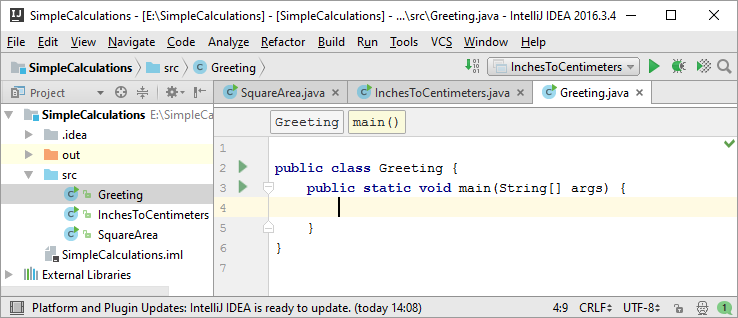 SimpleCalculations - [E:\SimpleCalculations] - [SimpleCalculations] - ...\src\Greeting.java - IntelliJ IDEA 2016.3.4
File Edit View Navigate Code Analyze Refactor Build Run Tools VCS Window Help
SimpleCalculations src Greeting InchesToCentimeters
Project SquareArea.java InchesToCentimeters.java Greeting.java
SimpleCalculations E:\SimpleCa
.idea
out
src
Greeting
InchesToCentimeters
SquareArea
SimpleCalculations.iml
External Libraries
Greeting main()
1
2 public class Greeting {
3 public static void main(String[] args) {
4
5 }
6 }
7
Platform and Plugin Updates: IntelliJ IDEA is ready to update. (today 14:08) 4:9 CRLF÷ UTF-8÷ 1